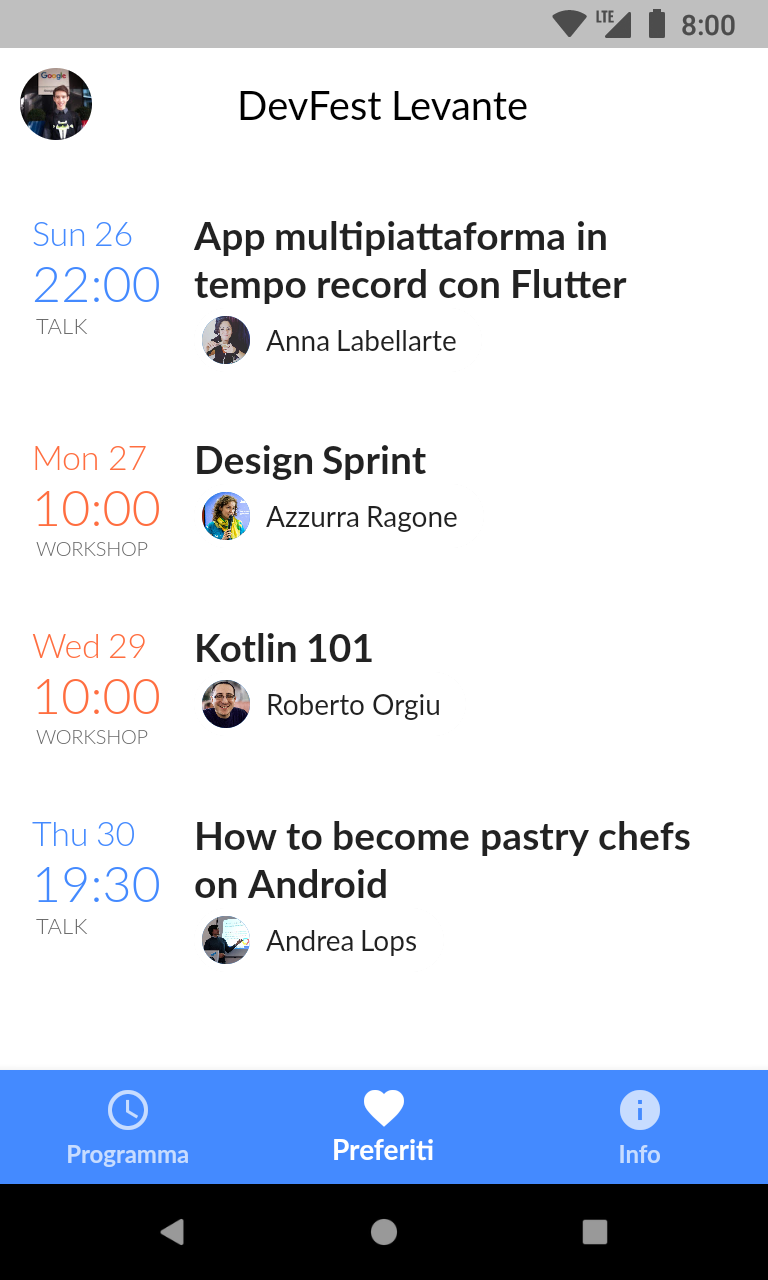 LTE 8:00
Google
DevFest Levante
Sun 26
22:00
TALK
App multipiattaforma in
tempo record con Flutter
Anna Labellarte
Mon 27
10:00
WORKSHOP
Design Sprint
Azzurra Ragone
Wed 29
10:00
WORKSHOP
Kotlin 101
Roberto Orgiu
Thu 30
19:30
TALK
How to become pastry chefs
on Android
Andrea Lops
Programma
Preferiti
Info